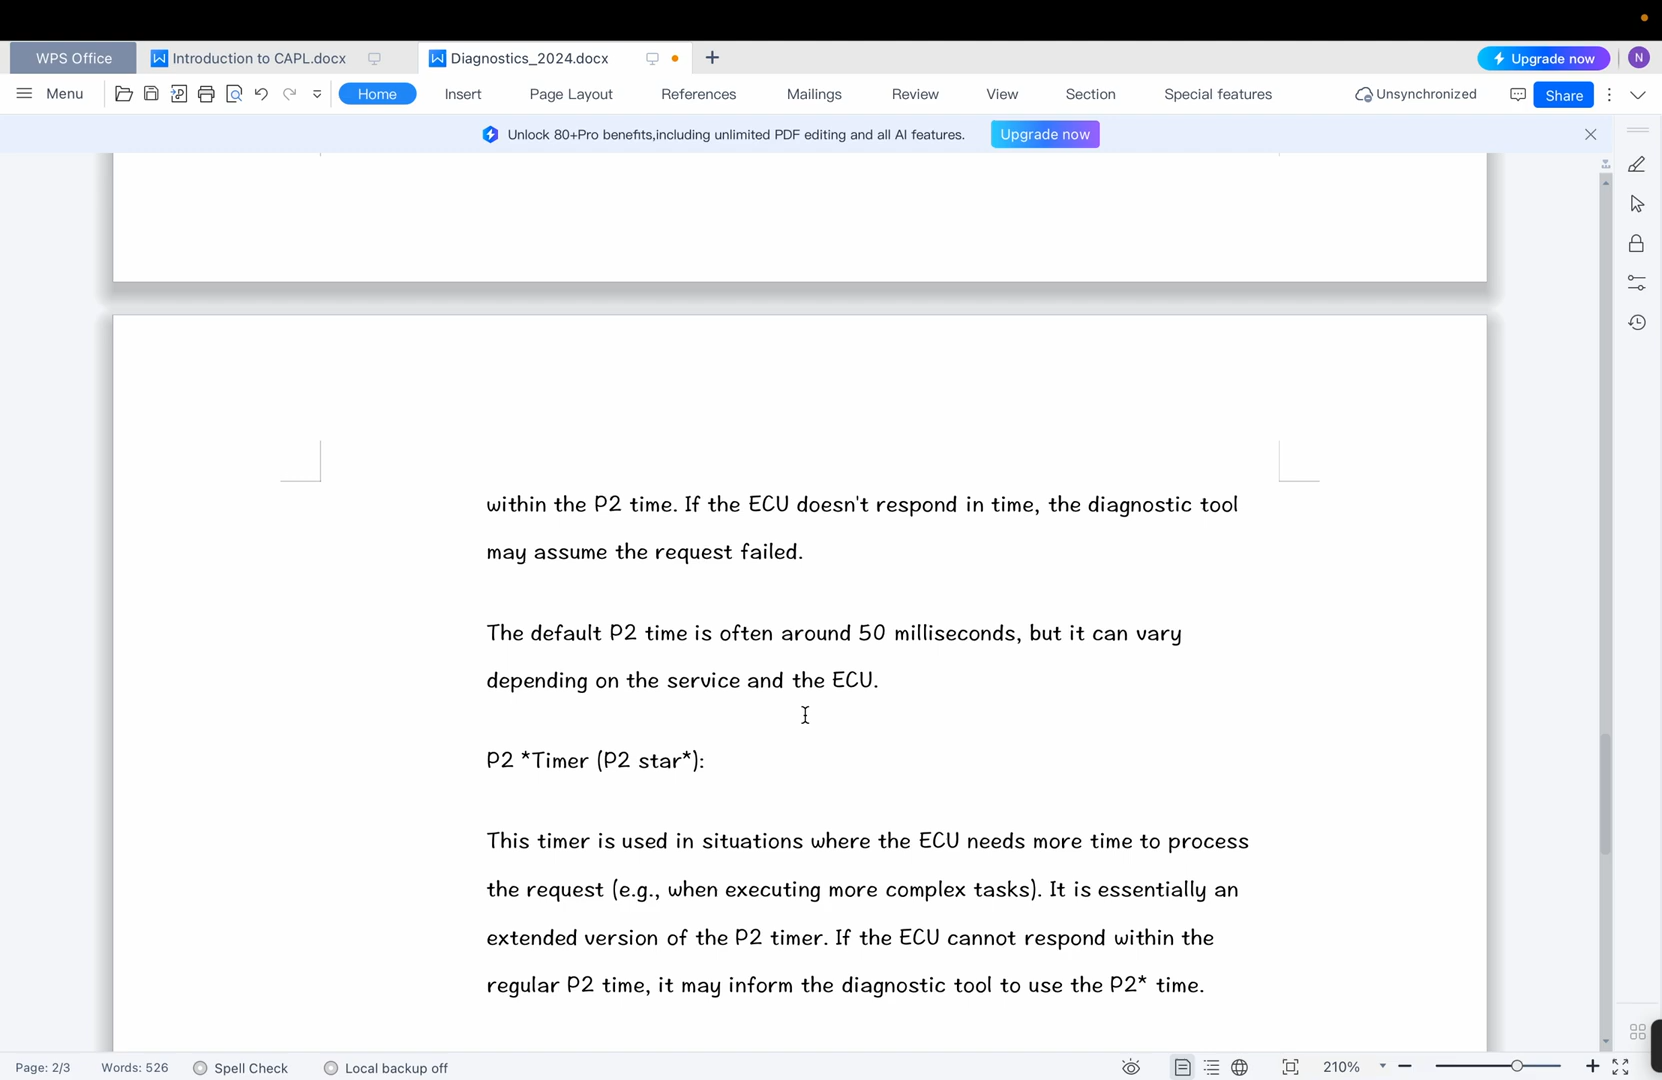 WPS Office
Introduction to CAPL.docx
Diagnostics_2024.docx
Upgrade now
N
Menu
Home
Insert
Page Layout
References
Mailings
Review
View
Section
Special features
Unsynchronized
Share
Unlock 80+Pro benefits,including unlimited PDF editing and all AI features.
Upgrade now
within the P2 time. If the ECU doesn't respond in time, the diagnostic tool
may assume the request failed.
The default P2 time is often around 50 milliseconds, but it can vary
depending on the service and the ECU.
P2 *Timer (P2 star*):
This timer is used in situations where the ECU needs more time to process
the request (e.g., when executing more complex tasks). It is essentially an
extended version of the P2 timer. If the ECU cannot respond within the
regular P2 time, it may inform the diagnostic tool to use the P2* time.
Page: 2/3
Words: 526
Spell Check
Local backup off
210%